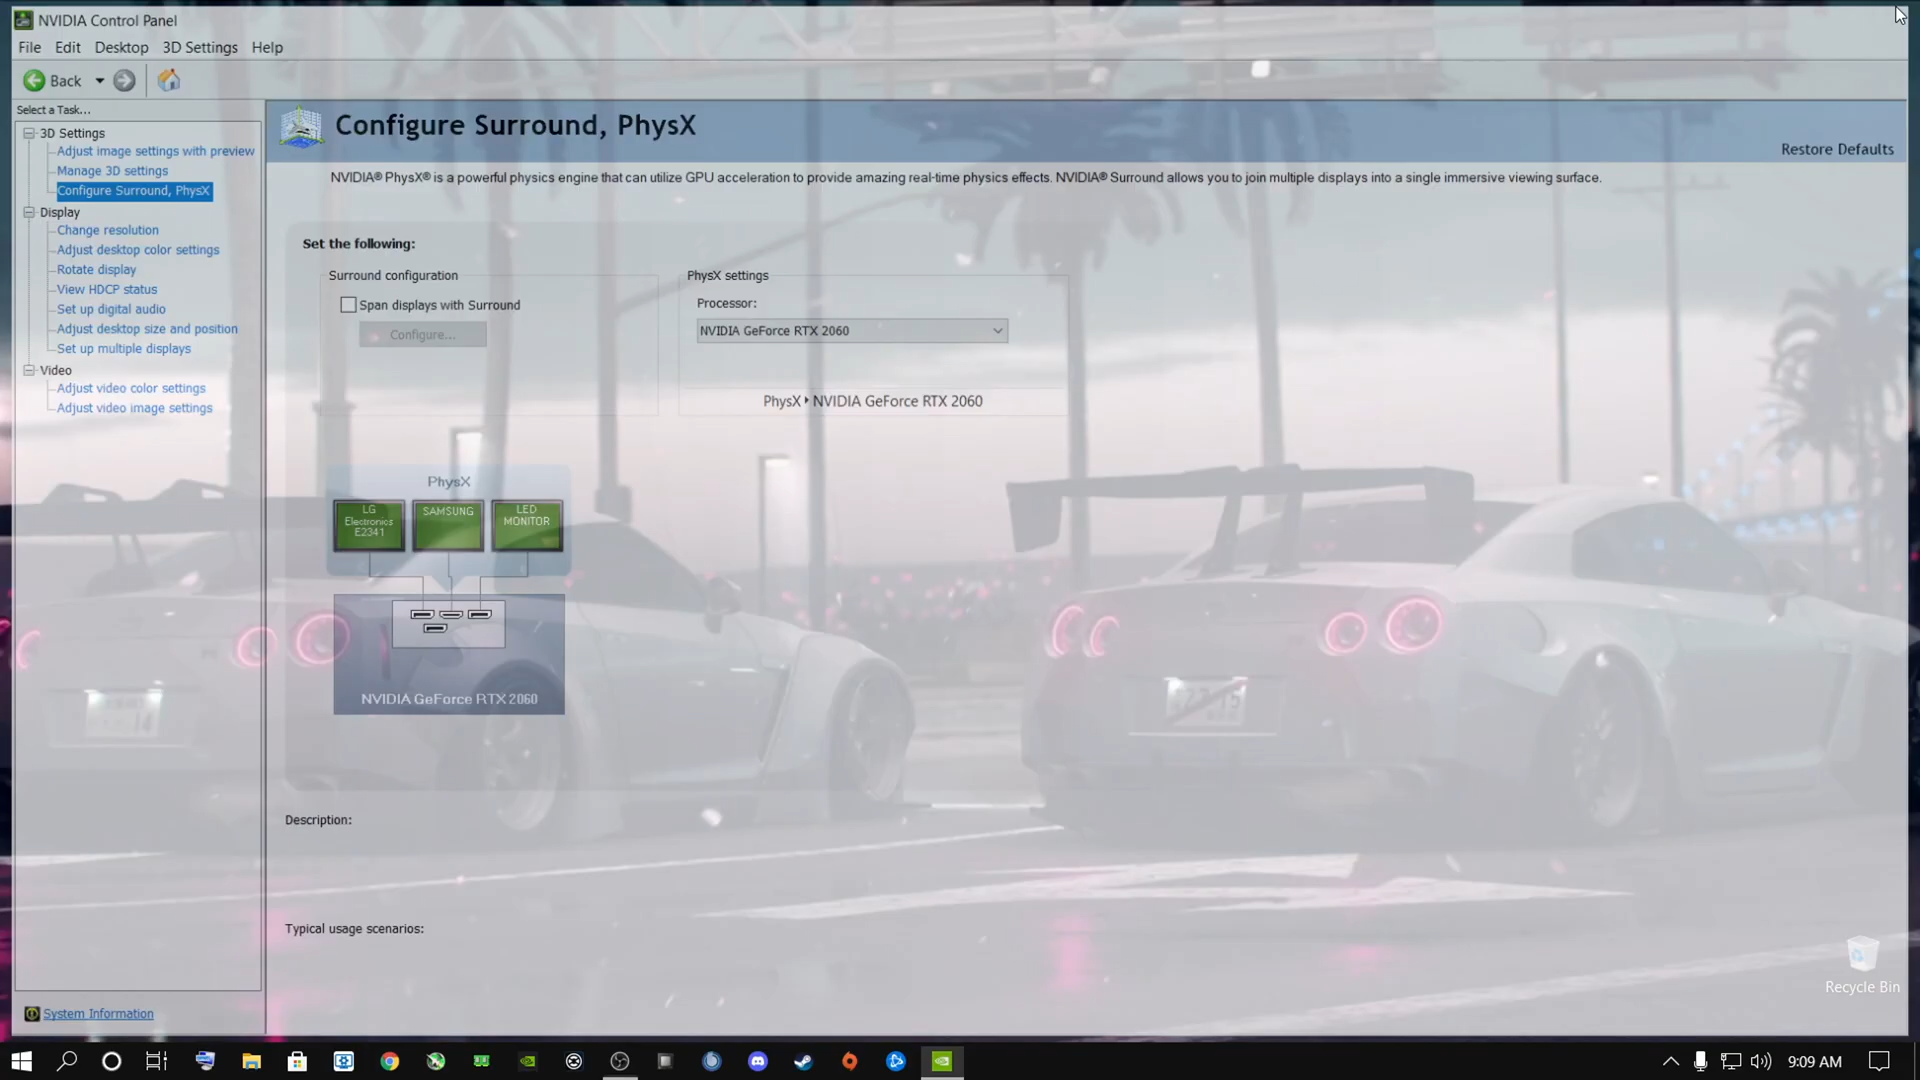 NVIDIA Control Panel
File Edit Desktop 3D Settings Help
Back
Select a Task...
3D Settings
Adjust image settings with preview
Manage 3D settings
Configure Surround, PhysX
Display
Change resolution
Adjust desktop color settings
Rotate display
View HDCP status
Set up digital audio
Adjust desktop size and position
Set up multiple displays
Video
Adjust video color settings
Adjust video image settings
System Information
Configure Surround, PhysX
Restore Defaults
NVIDIA® PhysX® is a powerful physics engine that can utilize GPU acceleration to provide amazing real-time physics effects. NVIDIA® Surround allows you to join multiple displays into a single immersive viewing surface.
Set the following:
Surround configuration
Span displays with Surround
Configure...
PhysX settings
Processor:
NVIDIA GeForce RTX 2060
PhysX NVIDIA GeForce RTX 2060
PhysX
LG
Electronics
E2341
SAMSUNG
LED
MONITOR
NVIDIA GeForce RTX 2060
Description:
Typical usage scenarios:
Recycle Bin
9:09 AM